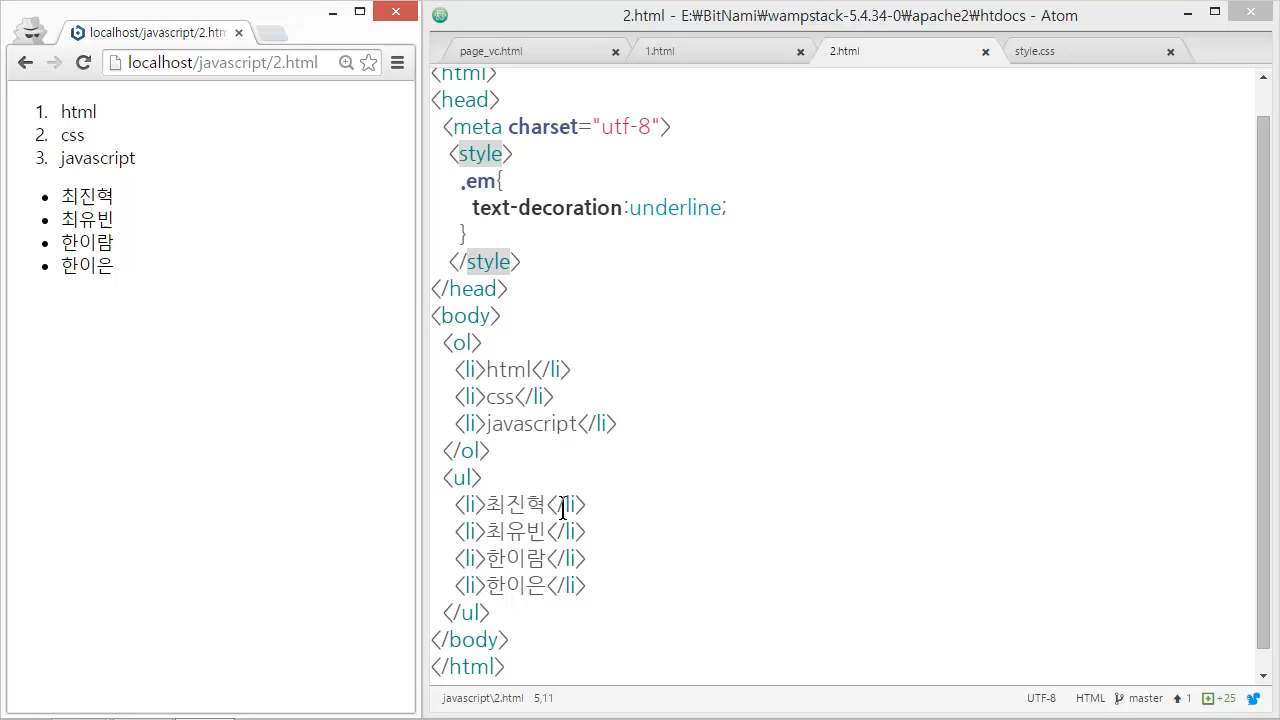 localhost/javascript/2.htm
localhost/javascript/2.html
1. html
2. css
3. javascript
• 최진혁
• 최유빈
• 한이람
• 한이은
2.html - E:₩BitNami₩wampstack-5.4.34-0₩apache2₩htdocs - Atom
page_vc.html
1.html
2.html
style.css
<html>
<head>
<meta charset="utf-8">
<style>
.em{
text-decoration:underline;
}
</style>
</head>
<body>
<ol>
<li>html</li>
<li>css</li>
<li>javascript</li>
</ol>
<ul>
<li>최진혁</li>
<li>최유빈</li>
<li>한이람</li>
<li>한이은</li>
</ul>
</body>
</html>
javascript\2.html 5,11
UTF-8 HTML master 1 +25